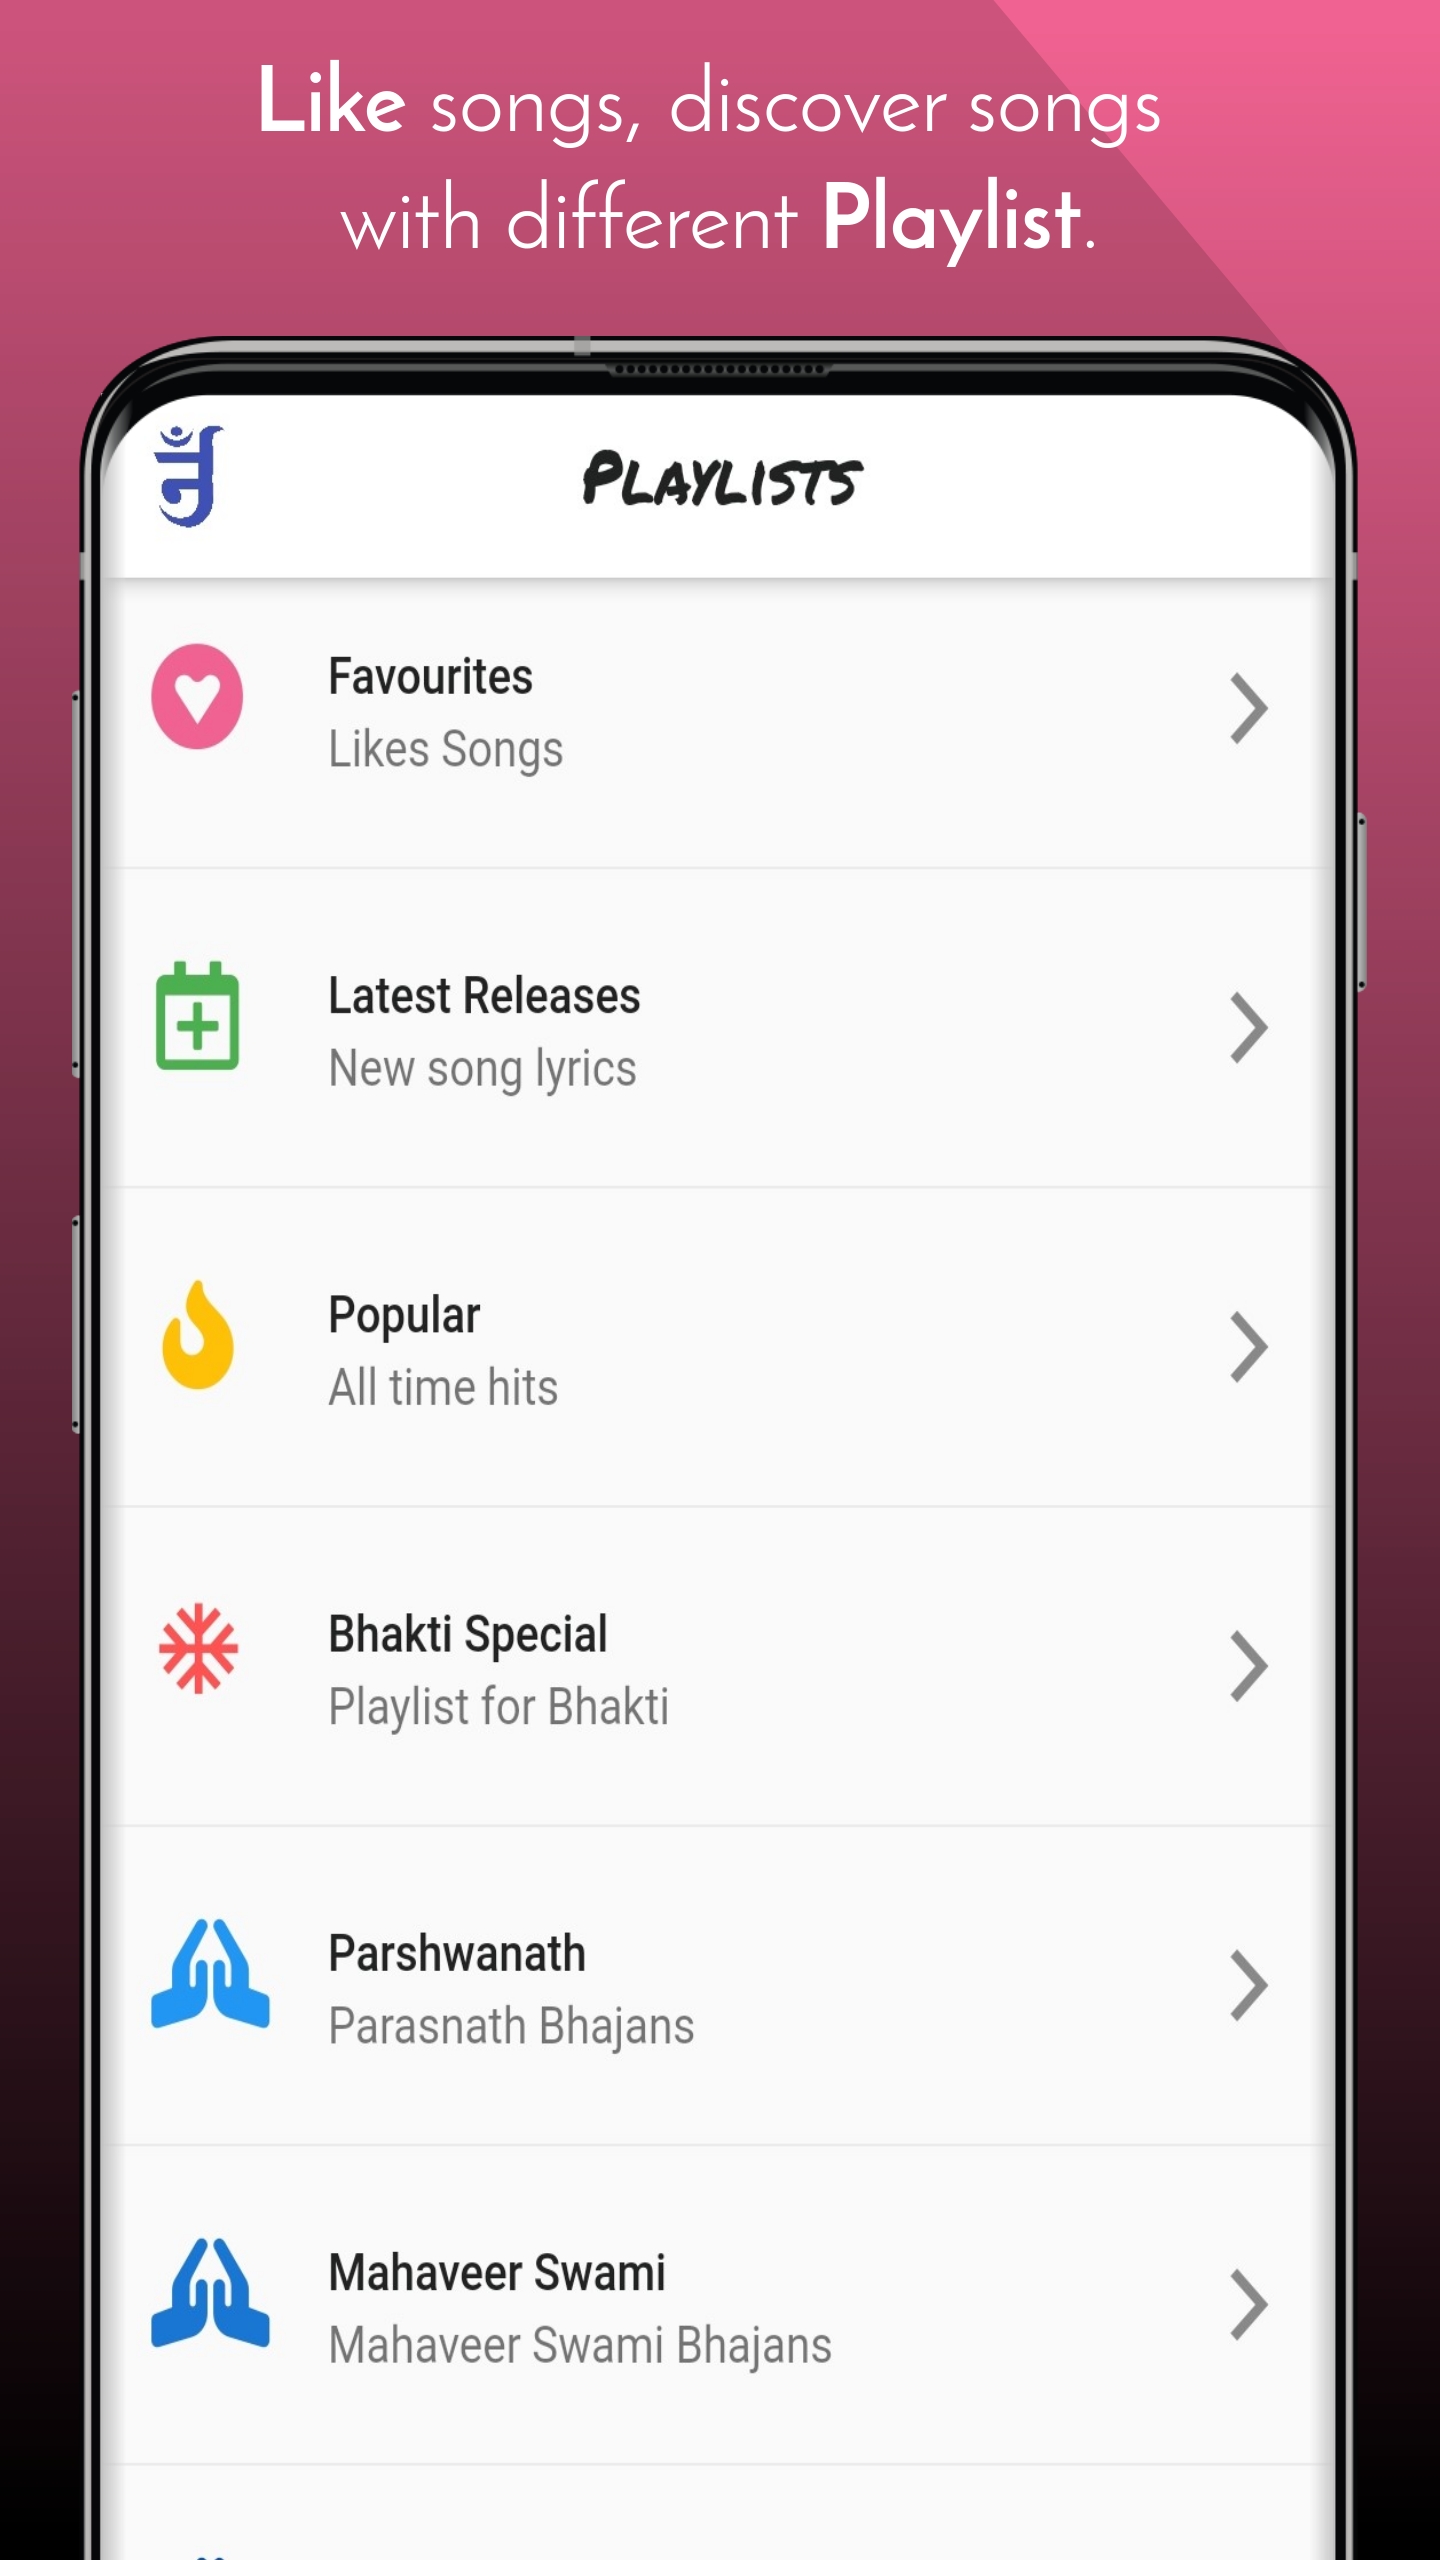 Like songs, discover songs
with different Playlist.
PLAYLISTS
Favourites
Likes Songs
Latest Releases
New song lyrics
Popular
All time hits
Bhakti Special
Playlist for Bhakti
Parshwanath
Parasnath Bhajans
Mahaveer Swami
Mahaveer Swami Bhajans